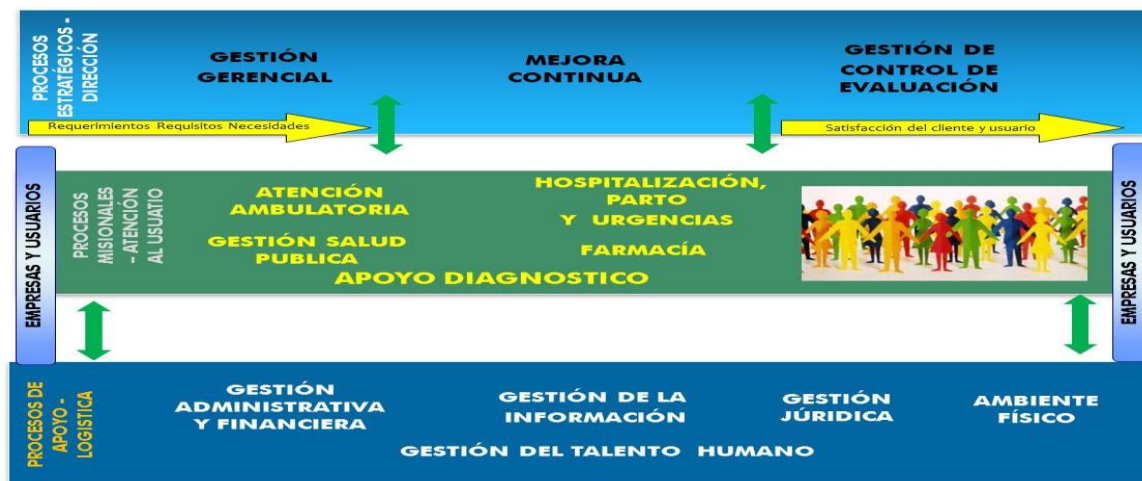 PROCESOS
ESTRATÉGICOS -
DIRECCIÓN
GESTIÓN
GERENCIAL
MEJORA
CONTINUA
GESTIÓN DE
CONTROL DE
EVALUACIÓN
Requerimientos Requisitos Necesidades
Satisfacción del cliente y usuario
EMPRESAS Y USUARIOS
PROCESOS
MISIONALES
- ATENCIÓN
AL USUATIO
ATENCIÓN
AMBULATORIA
GESTIÓN SALUD
PUBLICA
HOSPITALIZACIÓN,
PARTO
Y URGENCIAS
FARMACÍA
APOYO DIAGNOSTICO
EMPRESAS Y USUARIOS
PROCESOS DE
APOYO -
LOGISTICA
GESTIÓN
ADMINISTRATIVA
Y FINANCIERA
GESTIÓN DE LA
INFORMACIÓN
GESTIÓN
JÚRIDICA
AMBIENTE
FÍSICO
GESTIÓN DEL TALENTO HUMANO